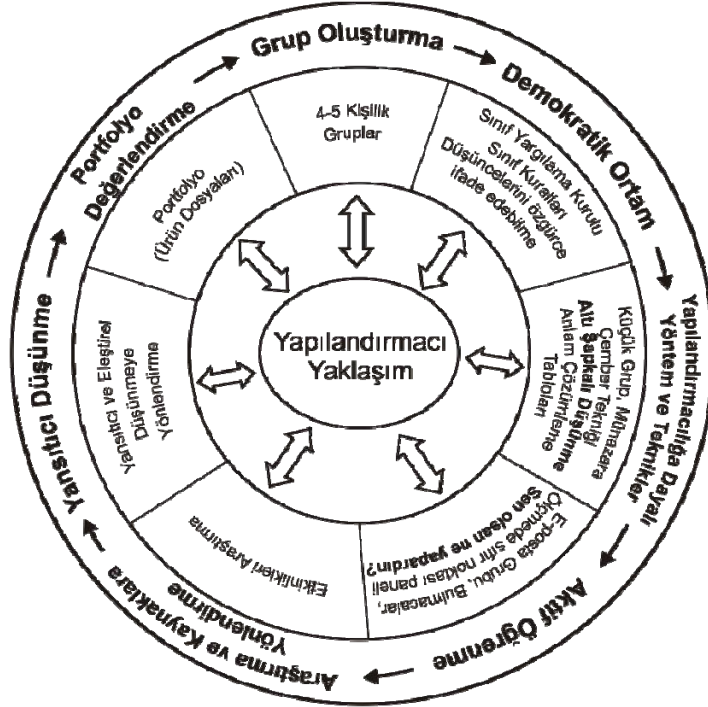 Grup Oluşturma
Demokratik Ortam
Yapılandırmacılığa Dayalı
Yöntem ve Teknikler
Aktif Öğrenme
Araştırma ve Kaynaklara
Yönlendirme
Yansıtıcı Düşünme
Portfolyo
Değerlendirme
4-5 Kişilik
Gruplar
Sınıf Yargılama Kurulu
Sınıf Kuralları
Düşüncelerini özgürce
ifade edebilme
Küçük Grup, Münazara
Çember Tekniği
Altı Şapkalı Düşünme
Anlam Çözümleme
Tabloları
E-posta Grubu, Bulmacalar,
Ölçmede sıfır noktası paneli
Sen olsan ne yapardın?
Etkinlikleri Araştırma
Yansıtıcı ve Eleştirel
Düşünmeye
Yönlendirme
Portfolyo
(Ürün Dosyaları)
Yapılandırmacı
Yaklaşım